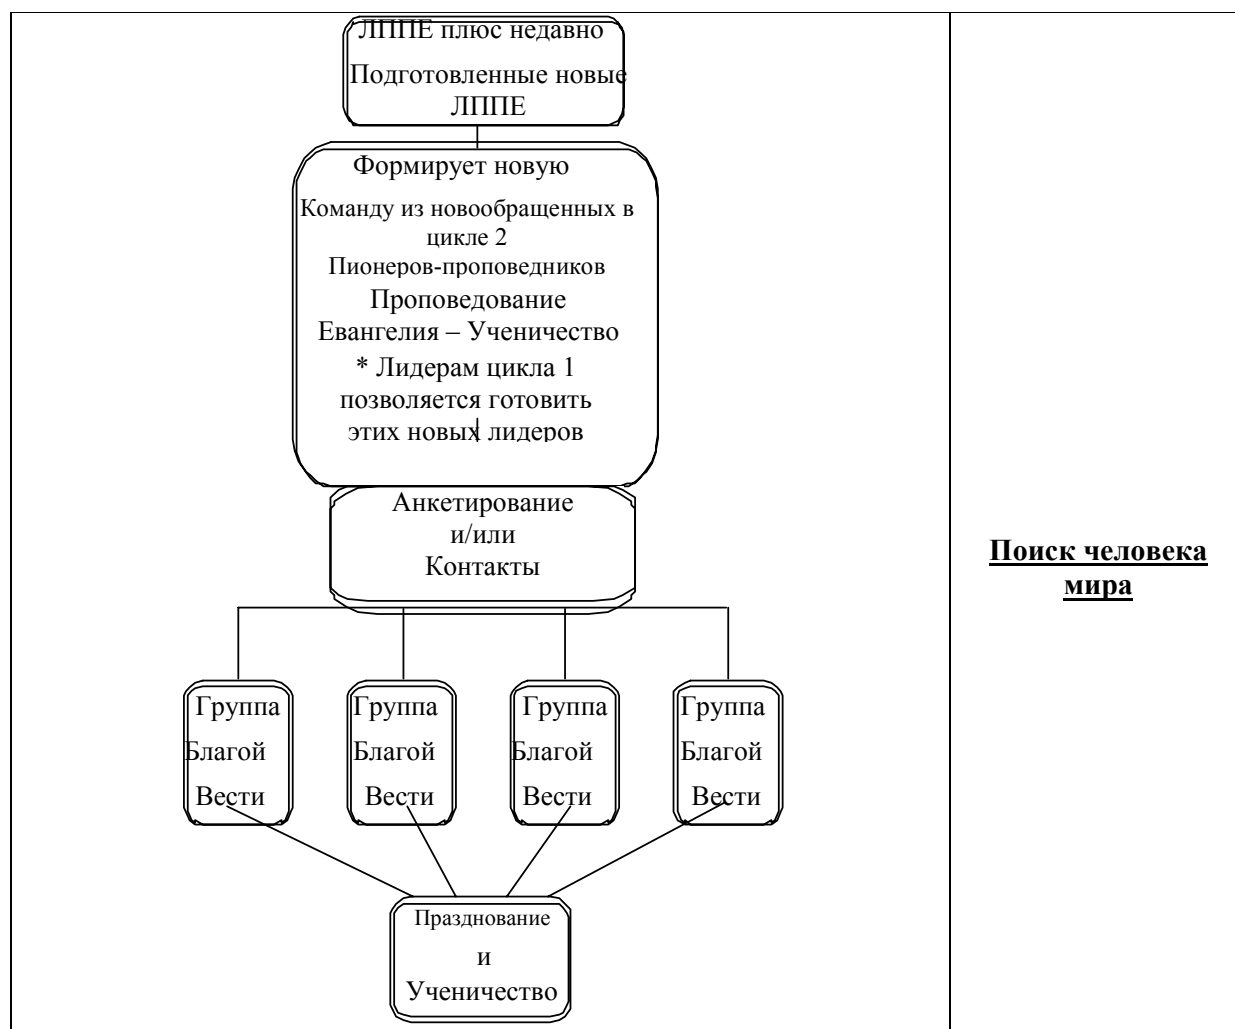 ЛППЕ плюс недавно
Подготовленные новые
ЛППЕ
Формирует новую
Команду из новообращенных в
цикле 2
Пионеров-проповедников
Проповедование
Евангелия – Ученичество
* Лидерам цикла 1
позволяется готовить
этих новых лидеров
Анкетирование
и/или
Контакты
Поиск человека
мира
Группа
Благой
Вести
Группа
Благой
Вести
Группа
Благой
Вести
Группа
Благой
Вести
Празднование
и
Ученичество